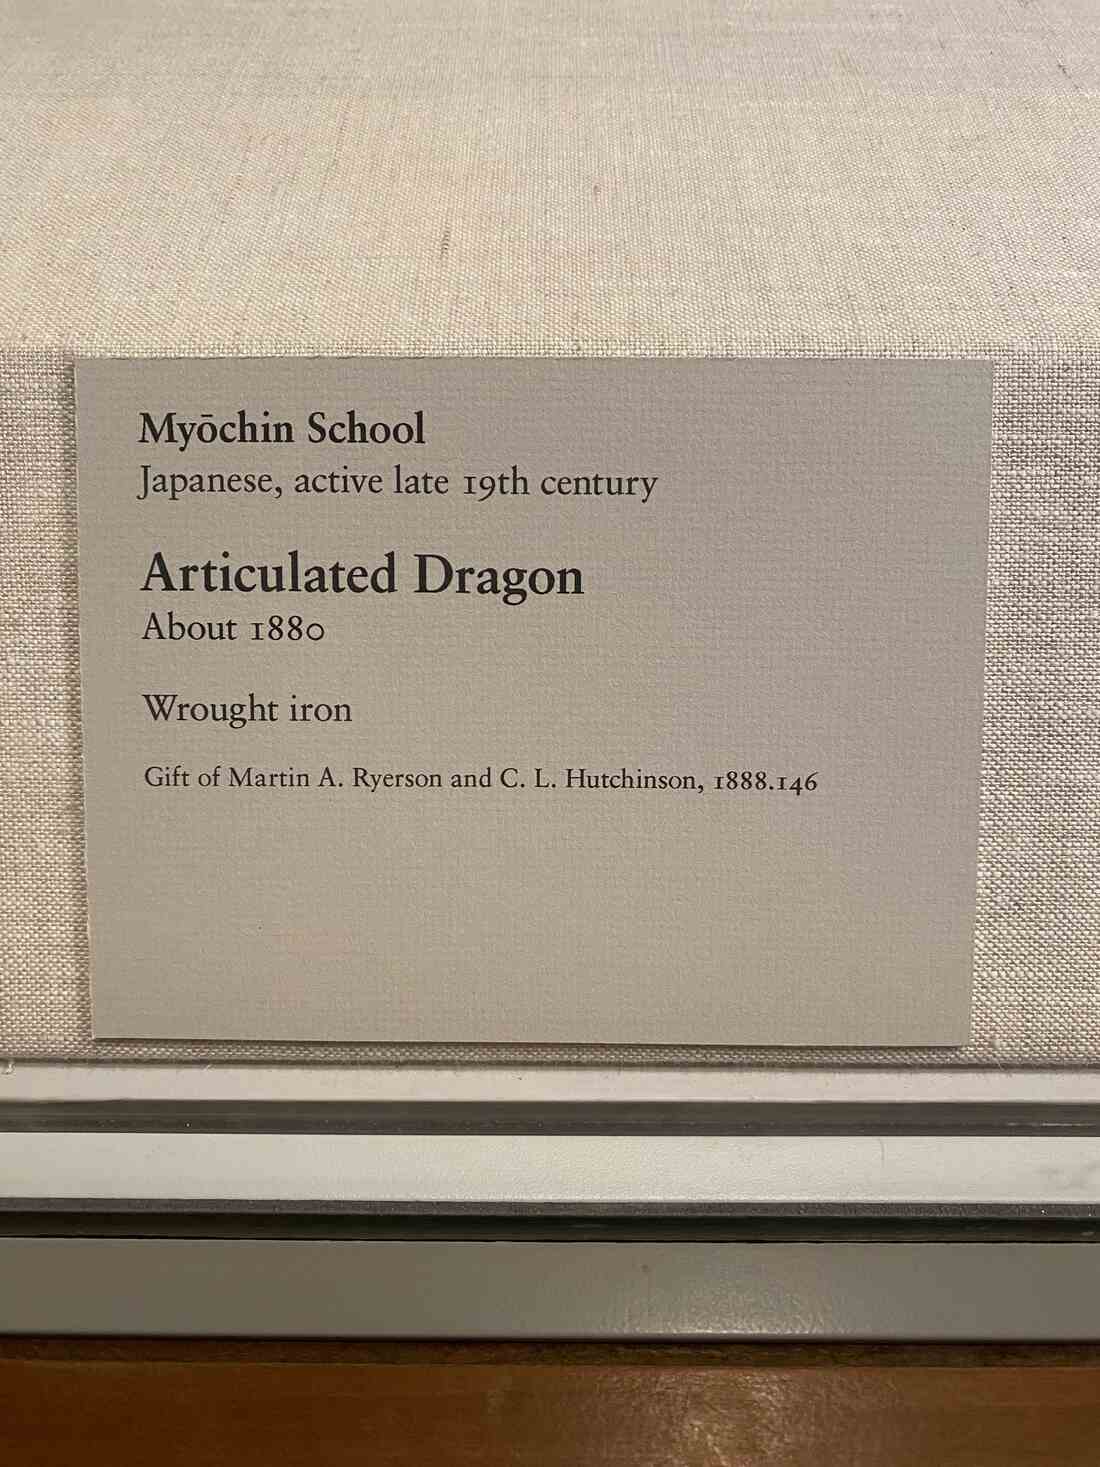 Myōchin School
Japanese, active late 19th century
Articulated Dragon
About 1880
Wrought iron
Gift of Martin A. Ryerson and C. L. Hutchinson, 1888.146